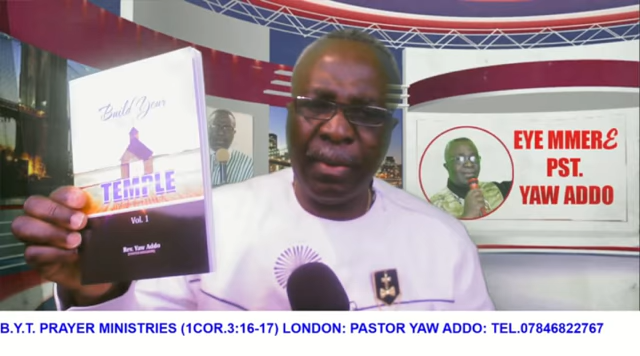 Build Your
TEMPLE
Vol. 1
Rev. Yaw Addo
EYE MMERƐ
PST.
YAW ADDO
B.Y.T. PRAYER MINISTRIES (1COR.3:16-17) LONDON: PASTOR YAW ADDO: TEL.07846822767